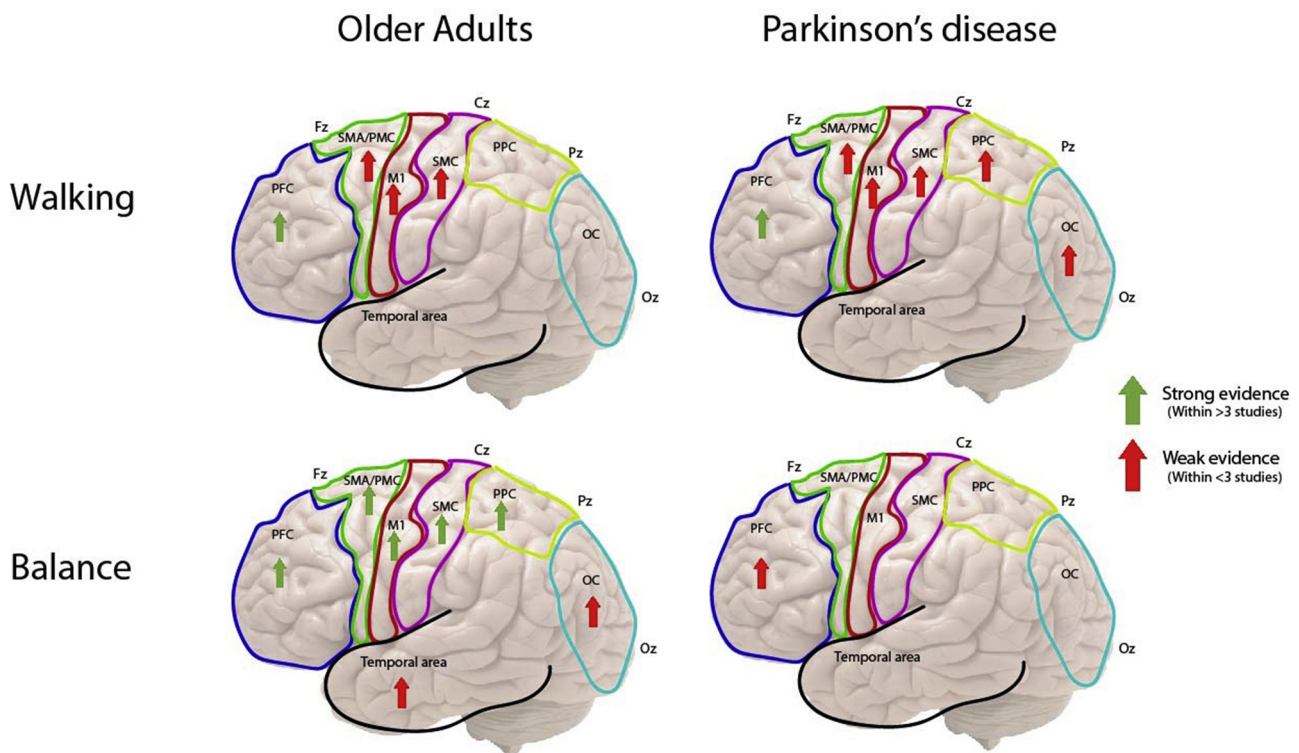 Older Adults
Parkinson's disease
Walking
Fz
SMA/PMC
Cz
PFC
M1
SMC
PPC
Pz
OC
Oz
Temporal area
Fz
SMA/PMC
Cz
PFC
M1
SMC
PPC
Pz
OC
Oz
Temporal area
Strong evidence
(Within >3 studies)
Weak evidence
(Within <3 studies)
Balance
Fz
SMA/PMC
Cz
PFC
M1
SMC
PPC
Pz
OC
Oz
Temporal area
Fz
SMA/PMC
Cz
PFC
M1
SMC
PPC
Pz
OC
Oz
Temporal area